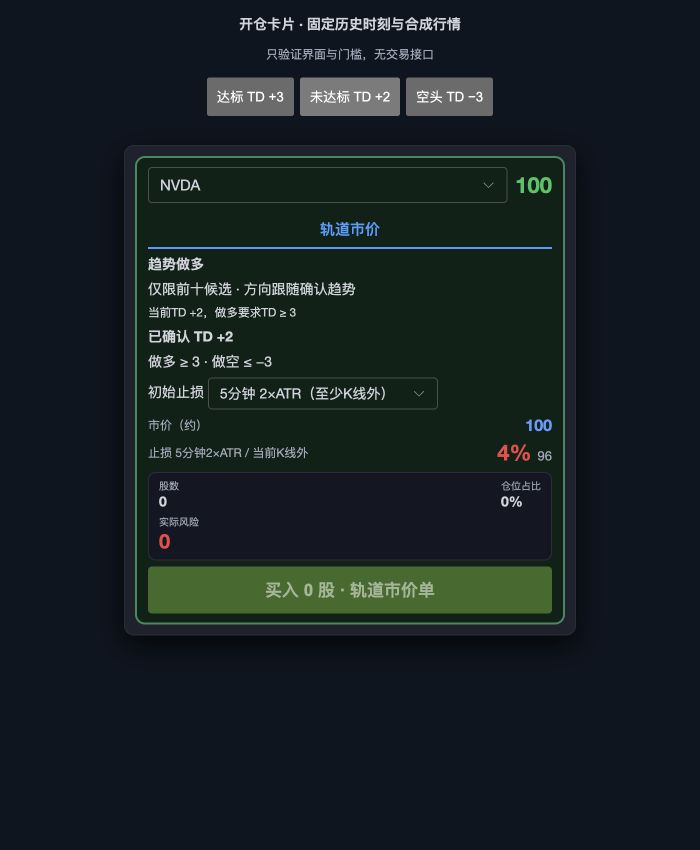 开仓卡片 · 固定历史时刻与合成行情
只验证界面与门槛，无交易接口
达标 TD +3 未达标 TD +2 空头 TD −3
NVDA 100
轨道市价
趋势做多
仅限前十候选 · 方向跟随确认趋势
当前TD +2，做多要求TD ≥ 3
已确认 TD +2
做多 ≥ 3 · 做空 ≤ −3
初始止损 5分钟 2×ATR（至少K线外）
市价（约） 100
止损 5分钟2×ATR / 当前K线外 4% 96
股数 仓位占比
0 0%
实际风险
0
买入 0 股 · 轨道市价单